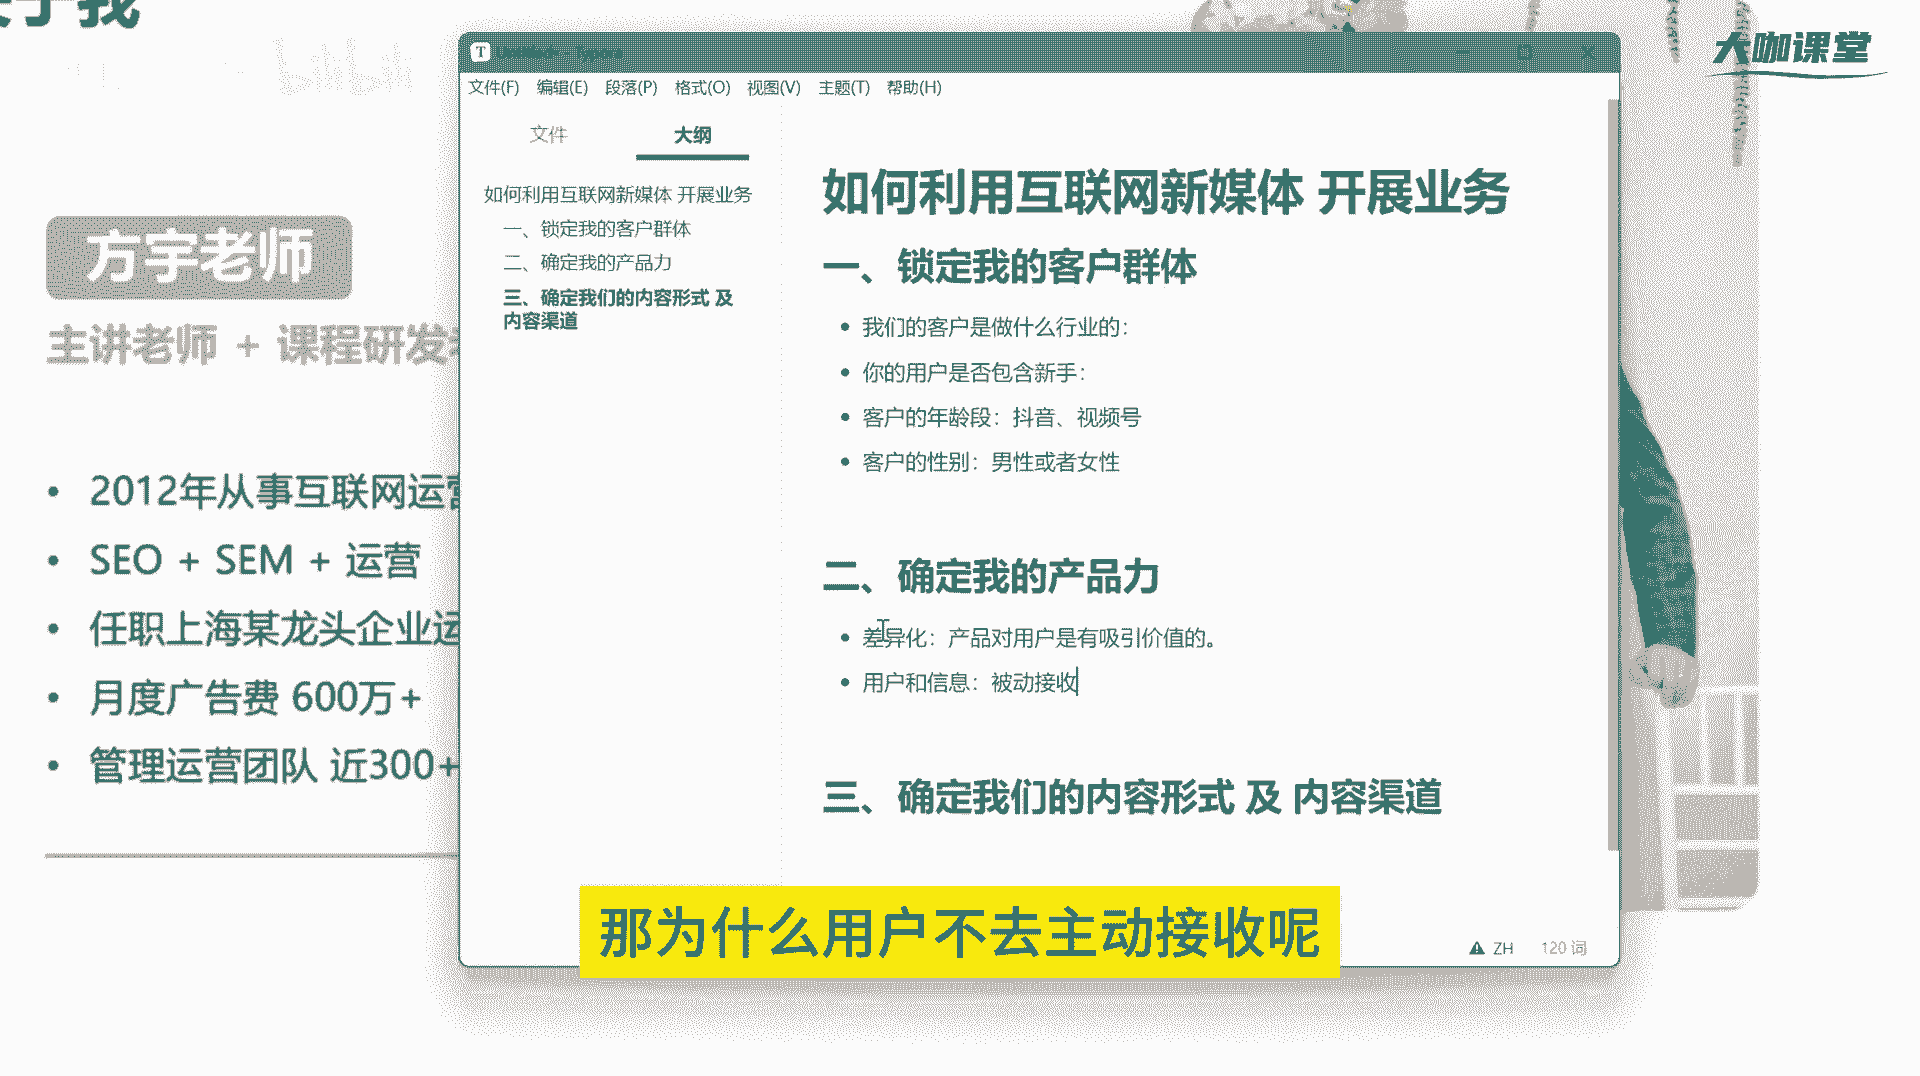 于我
bilibili
大咖课堂
方宇老师
主讲老师 + 课程研发
2012年从事互联网运营
SEO + SEM + 运营
任职上海某龙头企业运
月度广告费 600万+
管理运营团队 近300+
T
文件(F) 编辑(E) 段落(P) 格式(O) 视图(V) 主题(T) 帮助(H)
文件 大纲
如何利用互联网新媒体 开展业务
一、锁定我的客户群体
二、确定我的产品力
三、确定我们的内容形式 及
内容渠道
如何利用互联网新媒体 开展业务
一、锁定我的客户群体
我们的客户是做什么行业的：
你的用户是否包含新手：
客户的年龄段：抖音、视频号
客户的性别：男性或者女性
二、确定我的产品力
差异化：产品对用户是有吸引价值的。
用户和信息：被动接收
三、确定我们的内容形式 及 内容渠道
ZH 120 词
那为什么用户不去主动接收呢